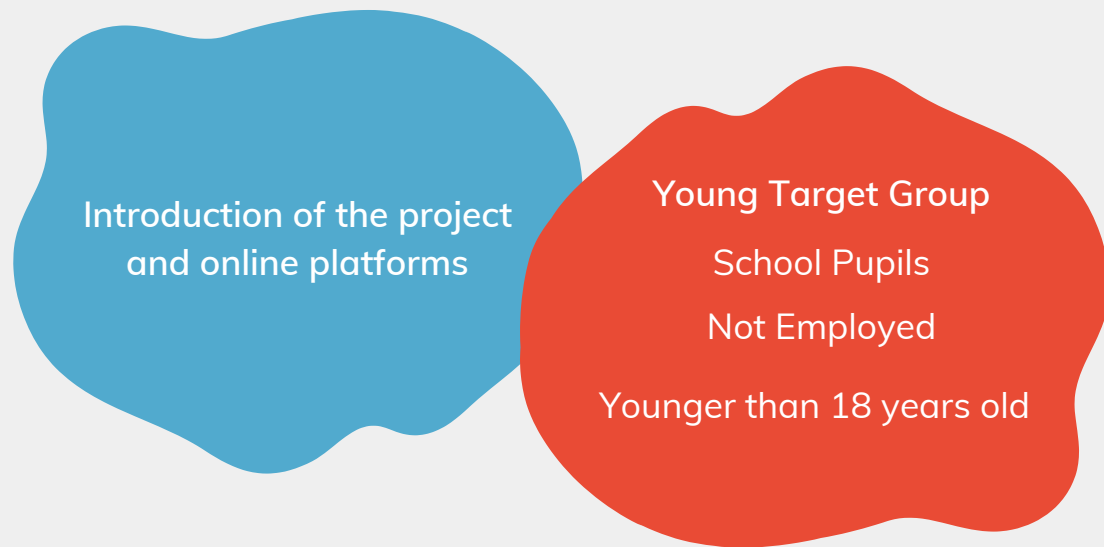 Introduction of the project
and online platforms
Young Target Group
School Pupils
Not Employed
Younger than 18 years old